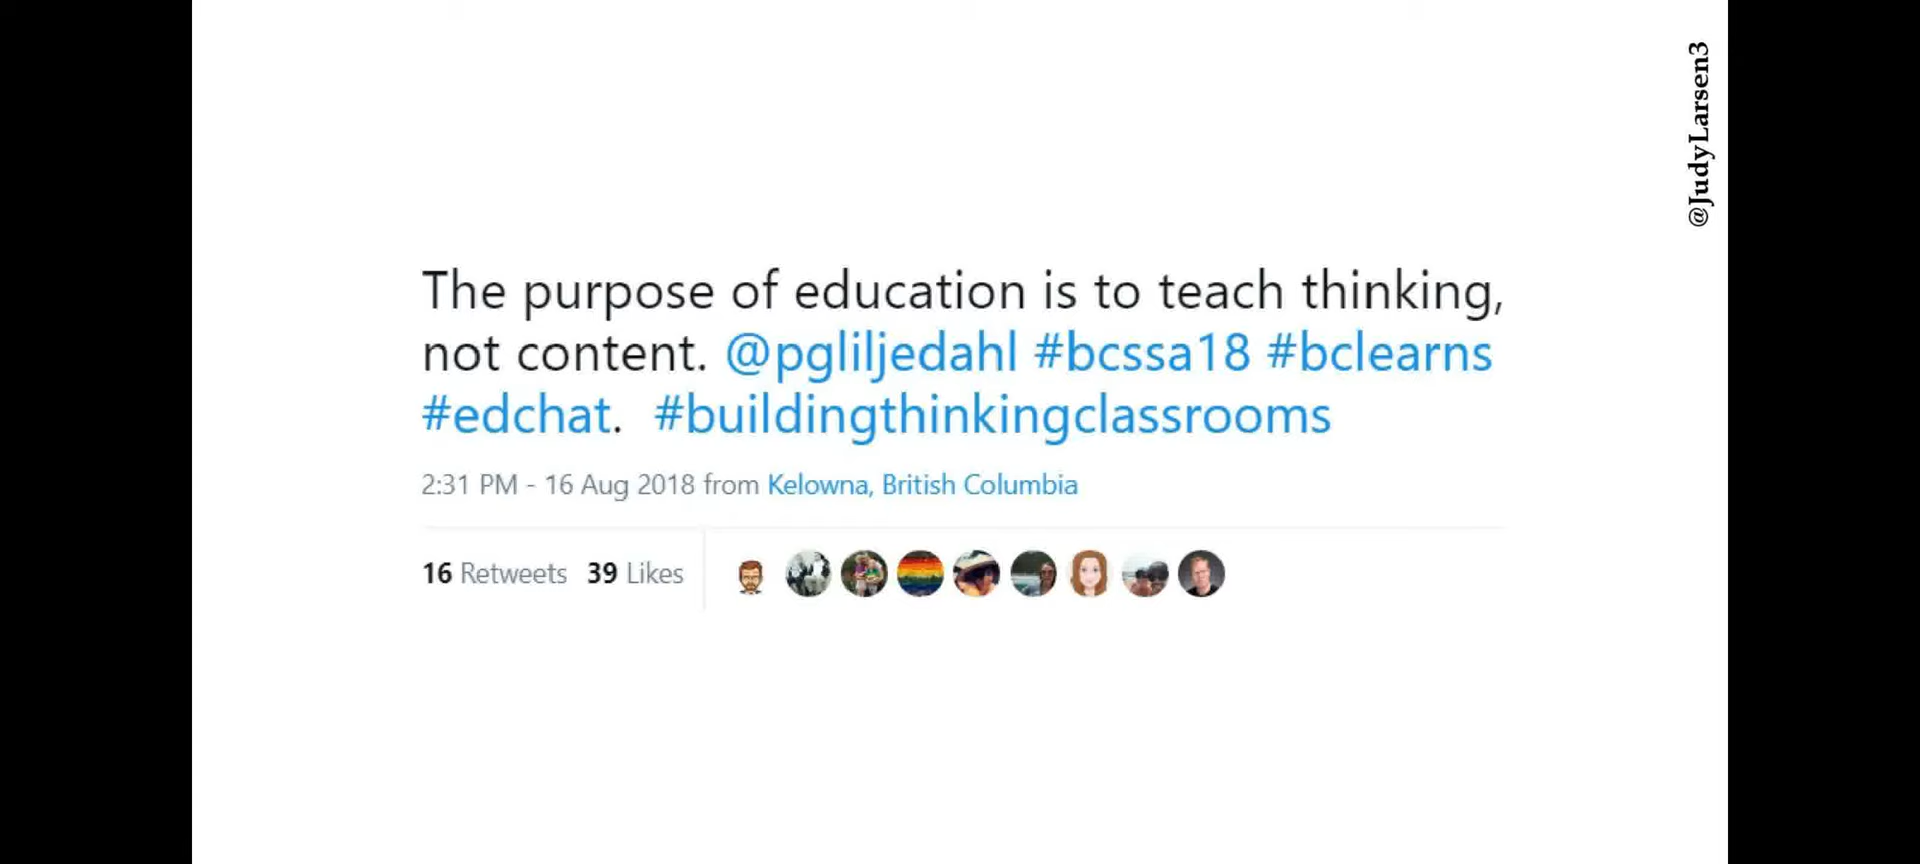 The purpose of education is to teach thinking,
not content. @pgliljedahl #bcssa18 #bclearns
#edchat. #buildingthinkingclassrooms
2:31 PM - 16 Aug 2018 from Kelowna, British Columbia
16 Retweets 39 Likes
@JudyLarsen3